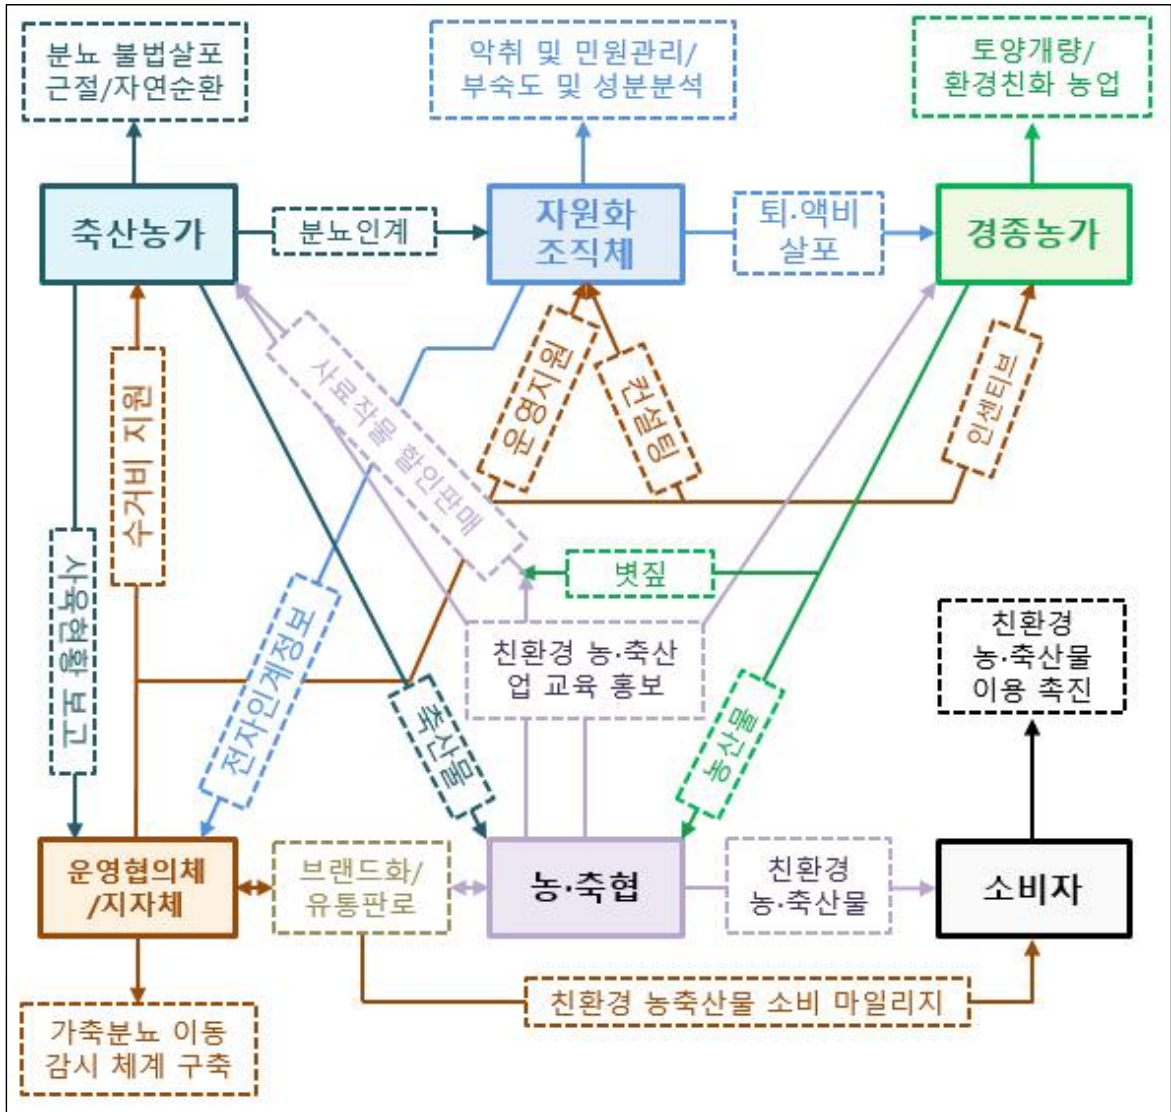 분뇨 불법살포
근절/자연순환
악취 및 민원관리/
부숙도 및 성분분석
토양개량/
환경친화 농업
축산농가
분뇨인계
자원화
조직체
퇴·액비
살포
경종농가
수거비 지원
사료작물 할인판매
운영지원
컨설팅
인센티브
사육현황 보고
전자인계정보
볏짚
친환경 농·축산
업 교육 홍보
축산물
농산물
친환경
농·축산물
이용 촉진
운영협의체
/지자체
브랜드화/
유통판로
농·축협
친환경
농·축산물
소비자
친환경 농축산물 소비 마일리지
가축분뇨 이동
감시 체계 구축